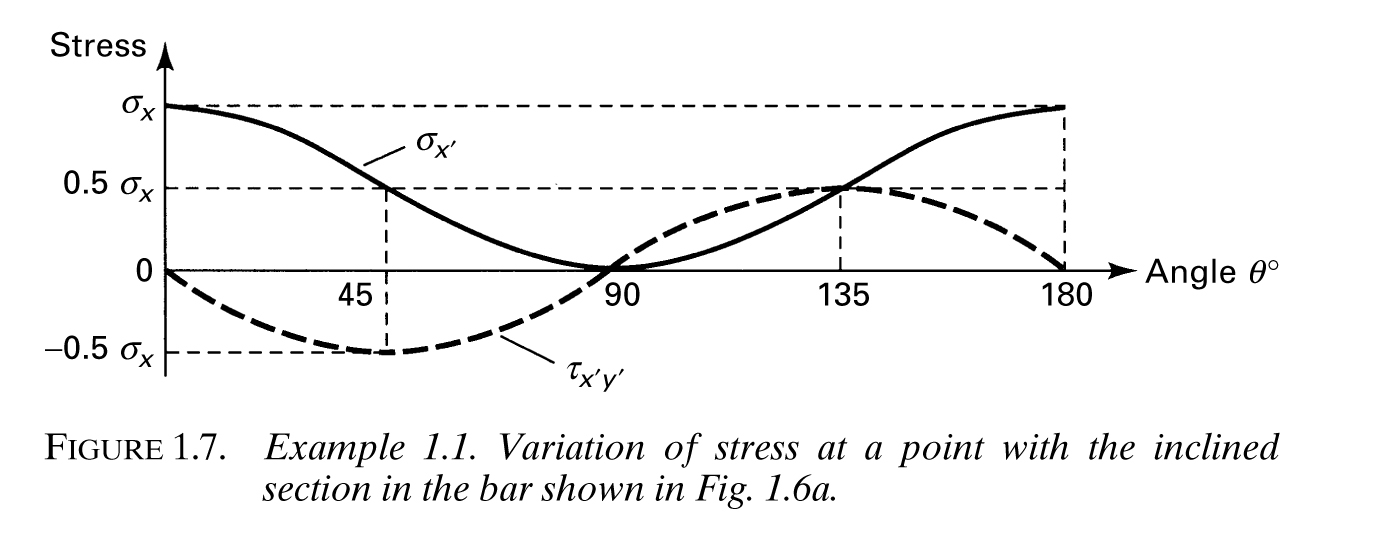 Stress
σx
σx′
0.5 σx
0
45
90
135
180
Angle θ°
−0.5 σx
τx′y′
FIGURE 1.7. Example 1.1. Variation of stress at a point with the inclined
section in the bar shown in Fig. 1.6a.